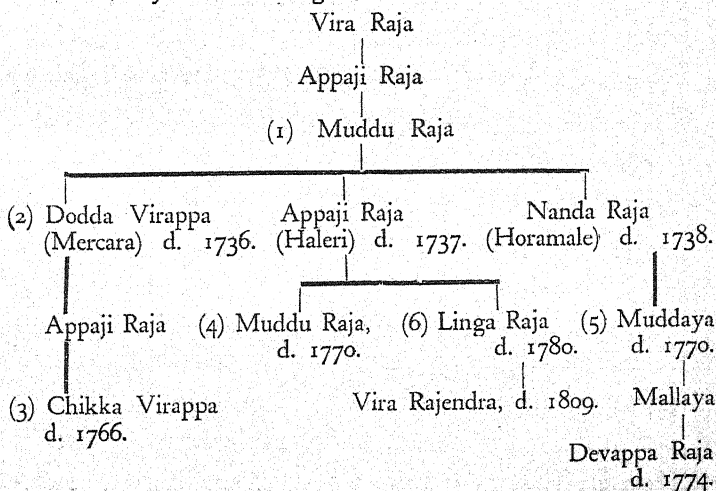 Vira Raja
Appaji Raja
(1) Muddu Raja
(2) Dodda Virappa Appaji Raja Nanda Raja
(Mercara) d. 1736. (Haleri) d. 1737. (Horamale) d. 1738.
Appaji Raja (4) Muddu Raja, (6) Linga Raja (5) Muddaya
d. 1770. d. 1780. d. 1770.
(3) Chikka Virappa Vira Rajendra, d. 1809. Mallaya
d. 1766.
Devappa Raja
d. 1774.